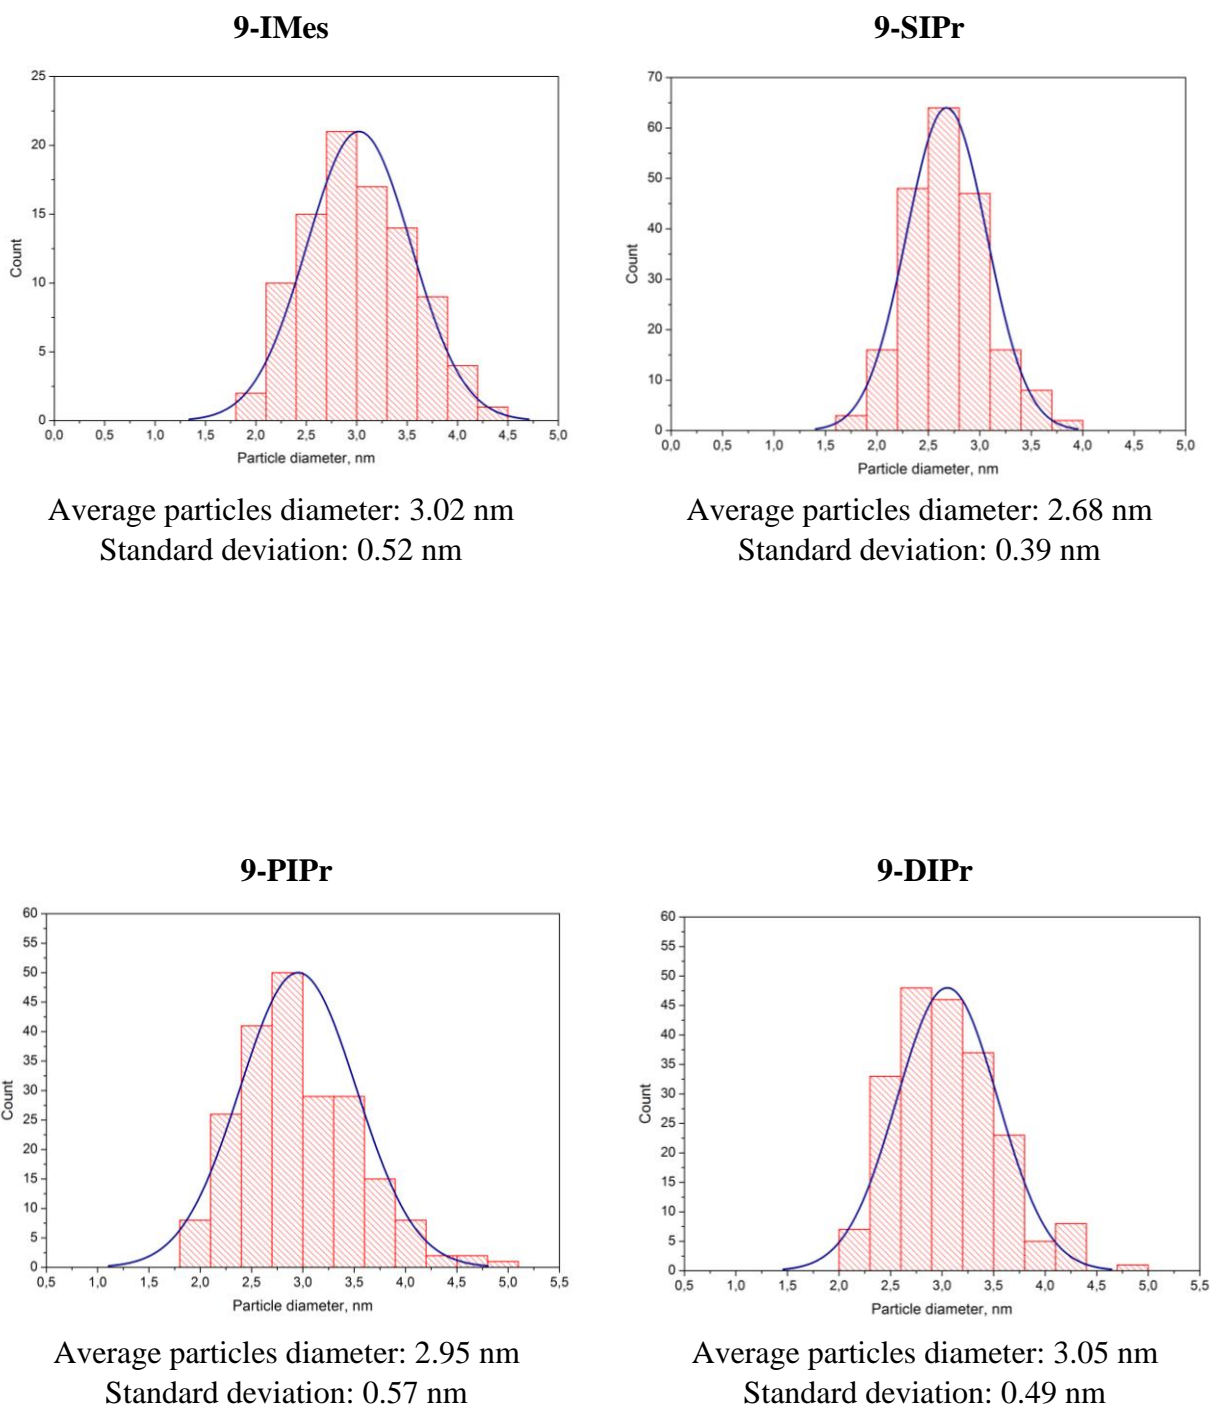 9-IMes
25
20
15
10
5
0
Count
0,0 0,5 1,0 1,5 2,0 2,5 3,0 3,5 4,0 4,5 5,0
Particle diameter, nm
Average particles diameter: 3.02 nm
Standard deviation: 0.52 nm
9-SIPr
70
60
50
40
30
20
10
0
Count
0,0 0,5 1,0 1,5 2,0 2,5 3,0 3,5 4,0 4,5 5,0
Particle diameter, nm
Average particles diameter: 2.68 nm
Standard deviation: 0.39 nm
9-PIPr
60
55
50
45
40
35
30
25
20
15
10
5
0
Count
0,5 1,0 1,5 2,0 2,5 3,0 3,5 4,0 4,5 5,0 5,5
Particle diameter, nm
Average particles diameter: 2.95 nm
Standard deviation: 0.57 nm
9-DIPr
60
55
50
45
40
35
30
25
20
15
10
5
0
Count
0,5 1,0 1,5 2,0 2,5 3,0 3,5 4,0 4,5 5,0 5,5
Particle diameter, nm
Average particles diameter: 3.05 nm
Standard deviation: 0.49 nm